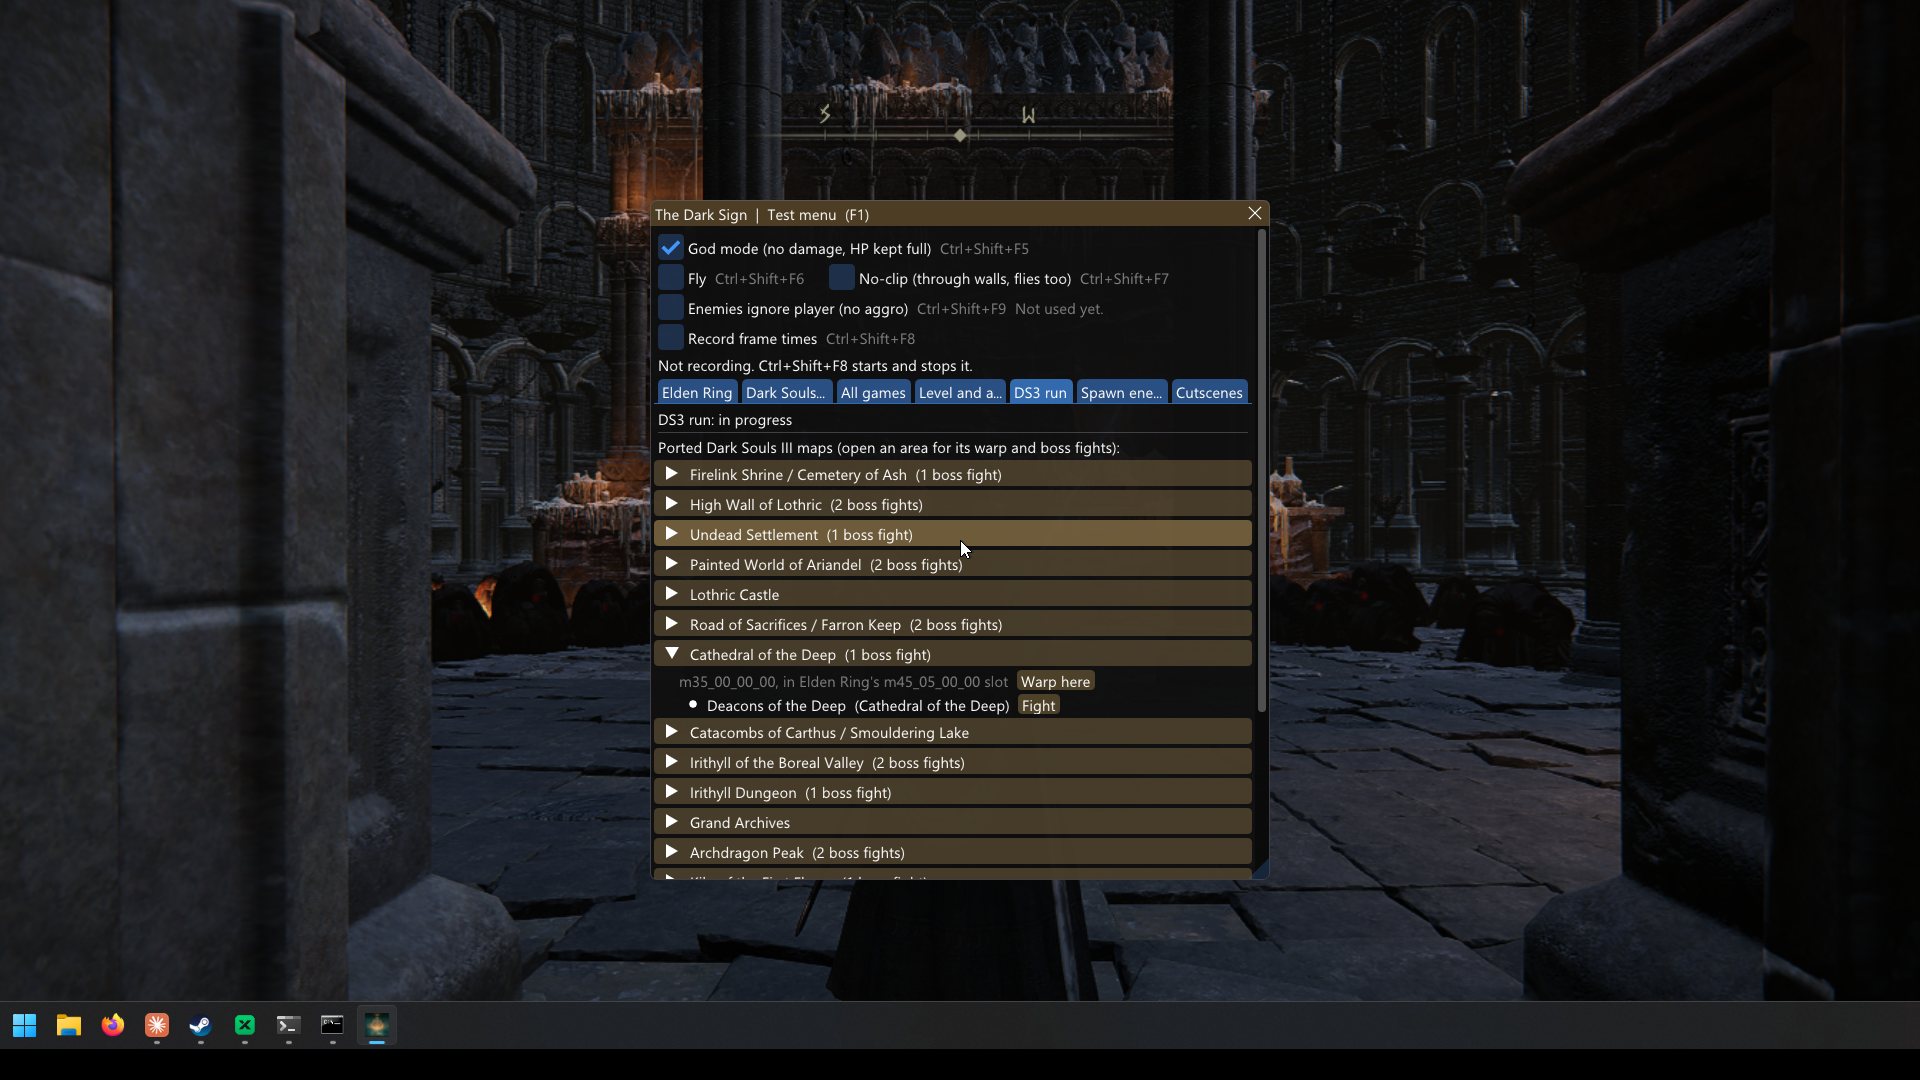 S W
The Dark Sign | Test menu (F1)
God mode (no damage, HP kept full) Ctrl+Shift+F5
Fly Ctrl+Shift+F6 No-clip (through walls, flies too) Ctrl+Shift+F7
Enemies ignore player (no aggro) Ctrl+Shift+F9 Not used yet.
Record frame times Ctrl+Shift+F8
Not recording. Ctrl+Shift+F8 starts and stops it.
Elden Ring Dark Souls... All games Level and a... DS3 run Spawn ene... Cutscenes
DS3 run: in progress
Ported Dark Souls III maps (open an area for its warp and boss fights):
Firelink Shrine / Cemetery of Ash (1 boss fight)
High Wall of Lothric (2 boss fights)
Undead Settlement (1 boss fight)
Painted World of Ariandel (2 boss fights)
Lothric Castle
Road of Sacrifices / Farron Keep (2 boss fights)
Cathedral of the Deep (1 boss fight)
m35_00_00_00, in Elden Ring's m45_05_00_00 slot Warp here
Deacons of the Deep (Cathedral of the Deep) Fight
Catacombs of Carthus / Smouldering Lake
Irithyll of the Boreal Valley (2 boss fights)
Irithyll Dungeon (1 boss fight)
Grand Archives
Archdragon Peak (2 boss fights)